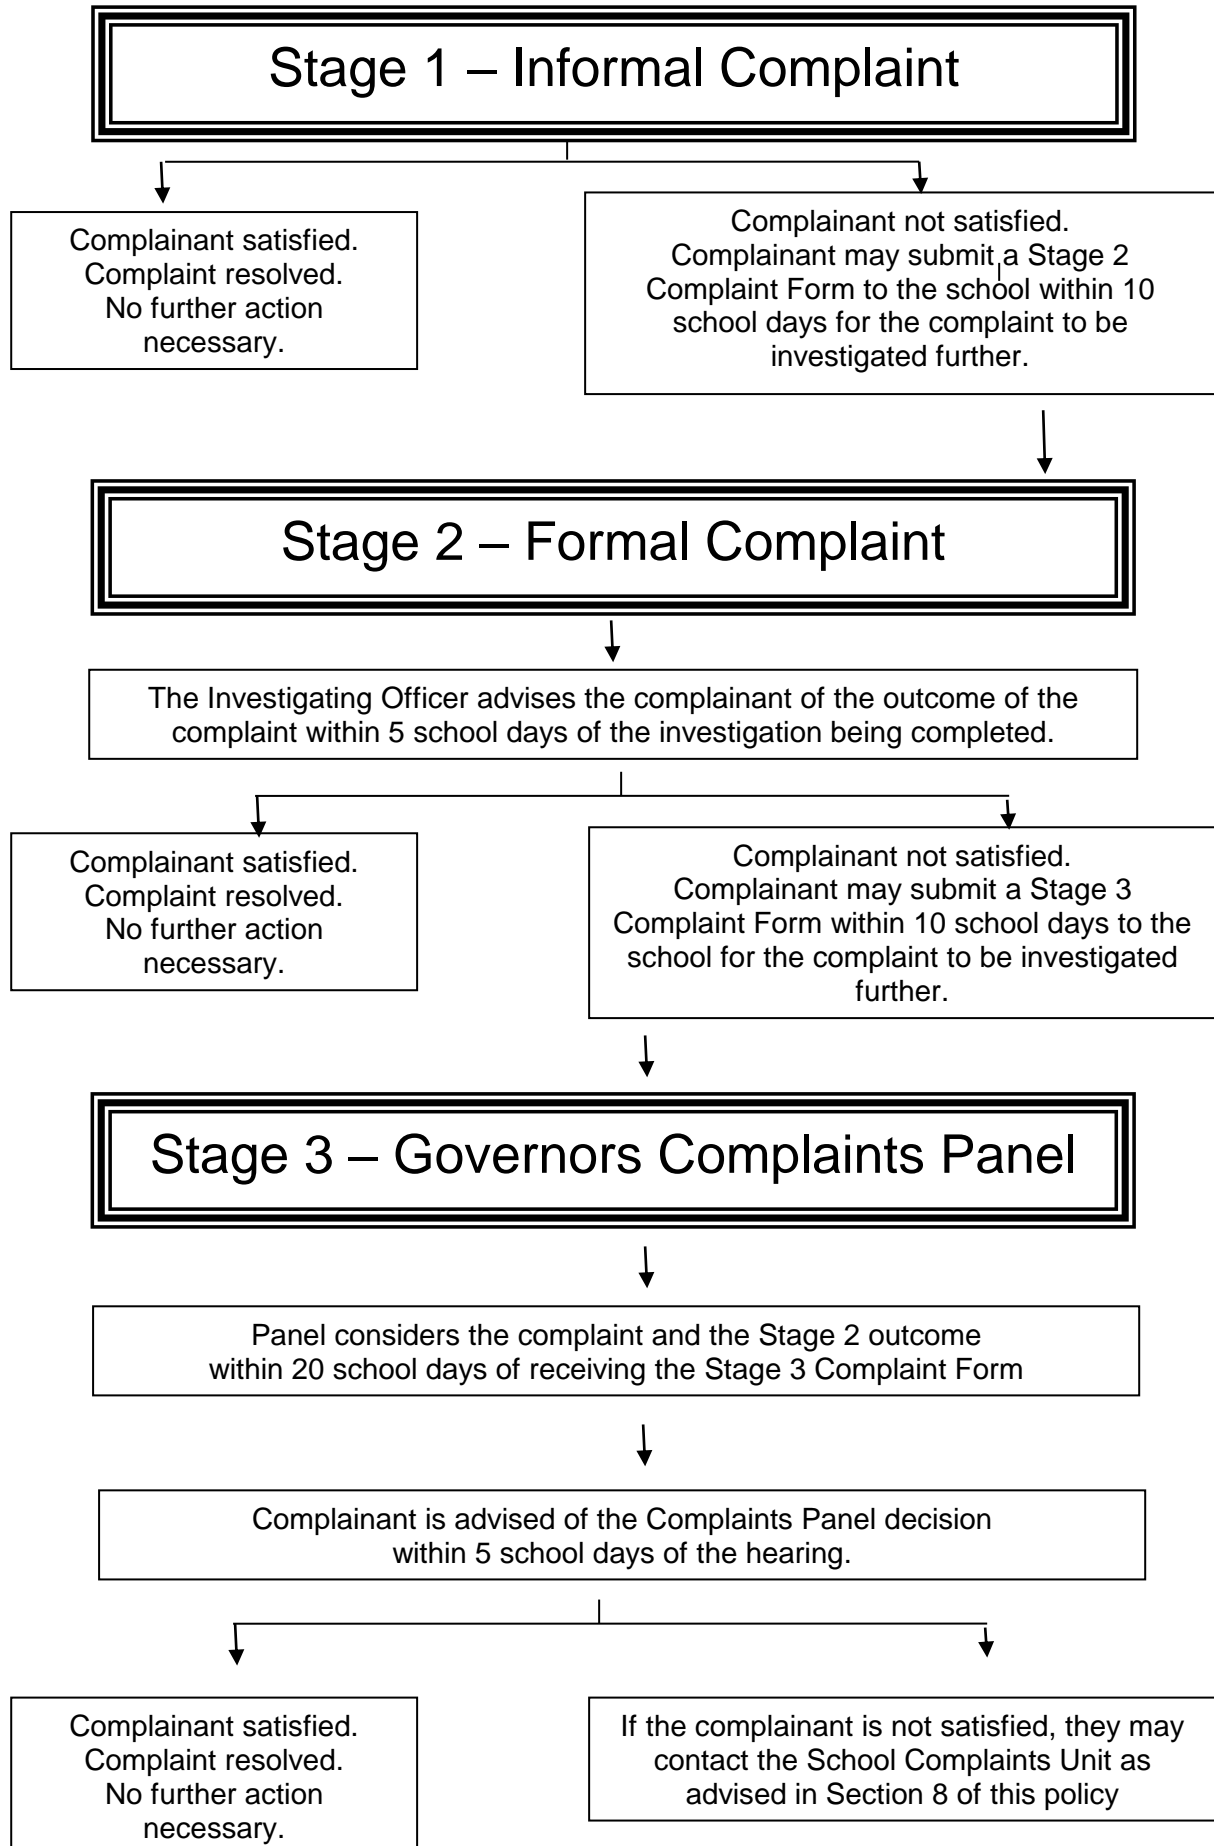 Stage 1 – Informal Complaint
Complainant satisfied.
Complaint resolved.
No further action
necessary.
Complainant not satisfied.
Complainant may submit a Stage 2
Complaint Form to the school within 10
school days for the complaint to be
investigated further.
Stage 2 – Formal Complaint
The Investigating Officer advises the complainant of the outcome of the
complaint within 5 school days of the investigation being completed.
Complainant satisfied.
Complaint resolved.
No further action
necessary.
Complainant not satisfied.
Complainant may submit a Stage 3
Complaint Form within 10 school days to the
school for the complaint to be investigated
further.
Stage 3 – Governors Complaints Panel
Panel considers the complaint and the Stage 2 outcome
within 20 school days of receiving the Stage 3 Complaint Form
Complainant is advised of the Complaints Panel decision
within 5 school days of the hearing.
Complainant satisfied.
Complaint resolved.
No further action
necessary.
If the complainant is not satisfied, they may
contact the School Complaints Unit as
advised in Section 8 of this policy